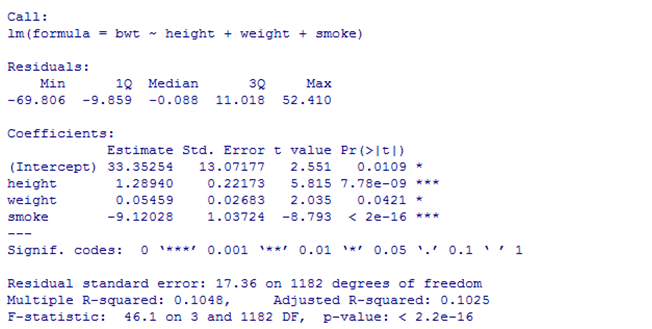 Call:
lm(formula = bwt ~ height + weight + smoke)
Residuals:
Min 1Q Median 3Q Max
-69.806 -9.859 -0.088 11.018 52.410
Coefficients:
Estimate Std. Error t value Pr(>|t|)
(Intercept) 33.35254 13.07177 2.551 0.0109 *
height 1.28940 0.22173 5.815 7.78e-09 ***
weight 0.05459 0.02683 2.035 0.0421 *
smoke -9.12028 1.03724 -8.793 < 2e-16 ***
---
Signif. codes: 0 ‘***’ 0.001 ‘**’ 0.01 ‘*’ 0.05 ‘.’ 0.1 ‘ ’ 1
Residual standard error: 17.36 on 1182 degrees of freedom
Multiple R-squared: 0.1048, Adjusted R-squared: 0.1025
F-statistic: 46.1 on 3 and 1182 DF, p-value: < 2.2e-16